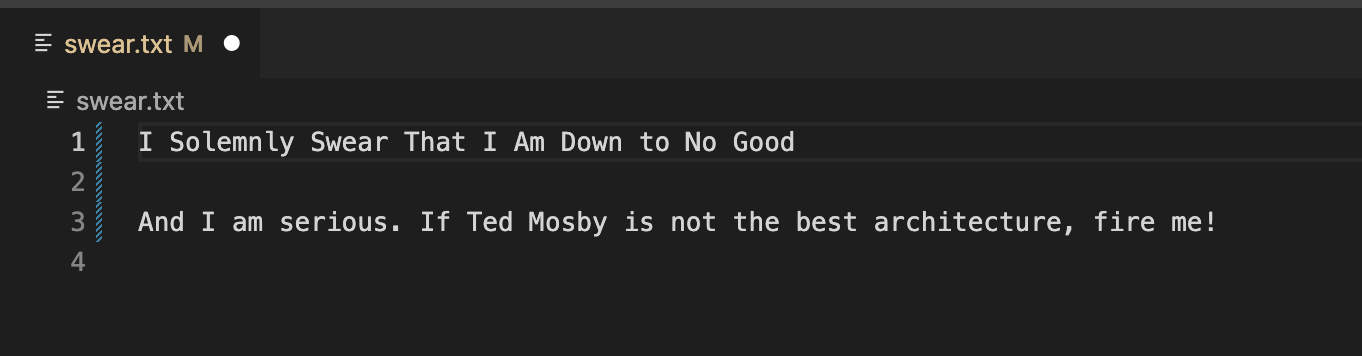 swear.txt M
swear.txt
1 I Solemnly Swear That I Am Down to No Good
2
3 And I am serious. If Ted Mosby is not the best architecture, fire me!
4